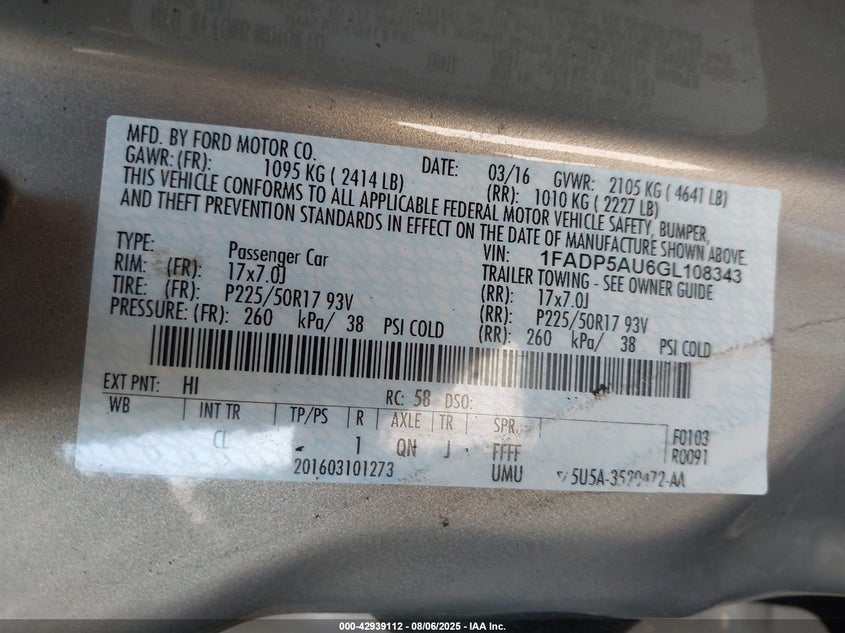 MFD. BY FORD MOTOR CO. DATE: 03/16 GVWR: 2105 KG ( 4641 LB)
GAWR: (FR): 1095 KG ( 2414 LB) (RR): 1010 KG ( 2227 LB)
THIS VEHICLE CONFORMS TO ALL APPLICABLE FEDERAL MOTOR VEHICLE SAFETY, BUMPER,
AND THEFT PREVENTION STANDARDS IN EFFECT ON THE DATE OF MANUFACTURE SHOWN ABOVE.
VIN: 1FADP5AU6GL108343
TYPE: Passenger Car TRAILER TOWING - SEE OWNER GUIDE
RIM: (FR): 17x7.0J (RR): 17x7.0J
TIRE: (FR): P225/50R17 93V (RR): P225/50R17 93V
PRESSURE: (FR): 260 kPa/ 38 PSI COLD (RR): 260 kPa/ 38 PSI COLD
EXT PNT: HI RC: 58 DSO:
WB INT TR TP/PS R AXLE TR SPR F0103
CL - 1 QN J FFFF R0091
201603101273 UMU 5U5A-3520472-AA
000-42939112 - 08/06/2025 - IAA Inc.